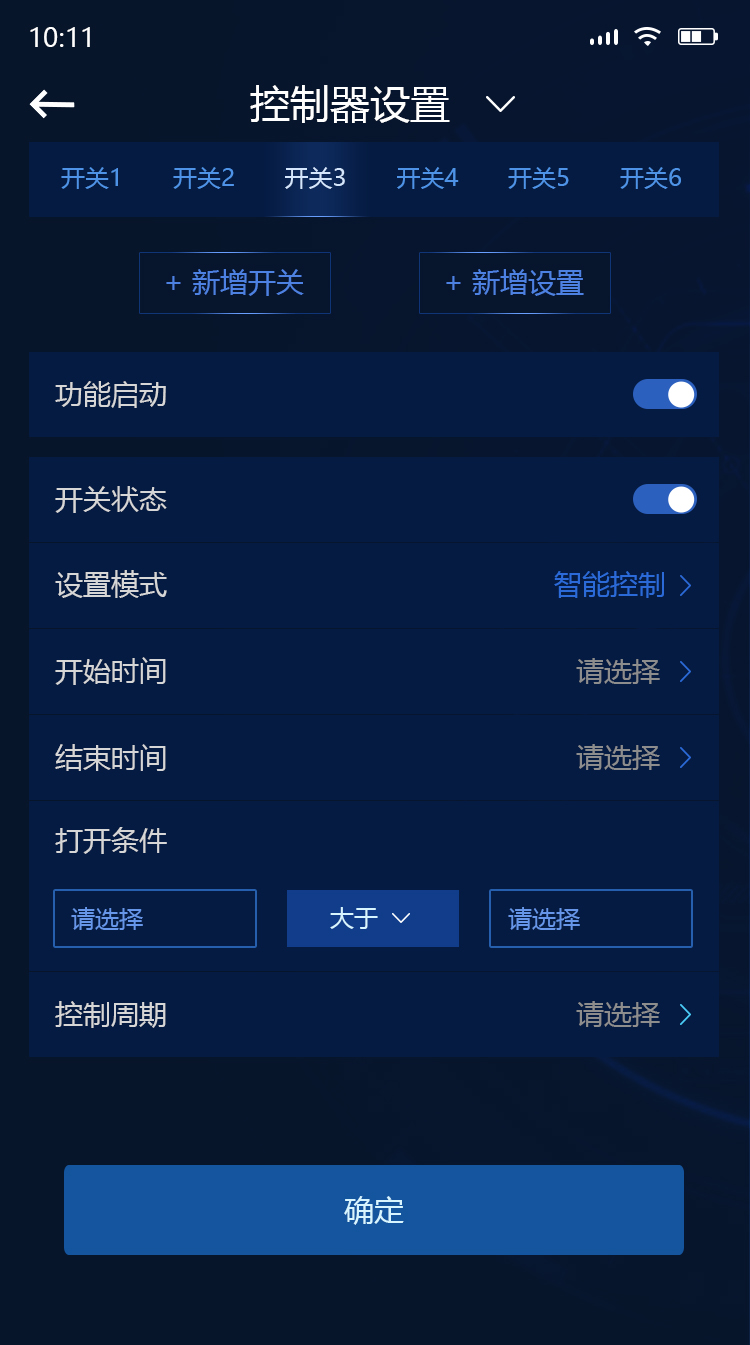 10:11
控制器设置
开关1 开关2 开关3 开关4 开关5 开关6
+ 新增开关 + 新增设置
功能启动
开关状态
设置模式 智能控制
开始时间 请选择
结束时间 请选择
打开条件
请选择 大于 请选择
控制周期 请选择
确定